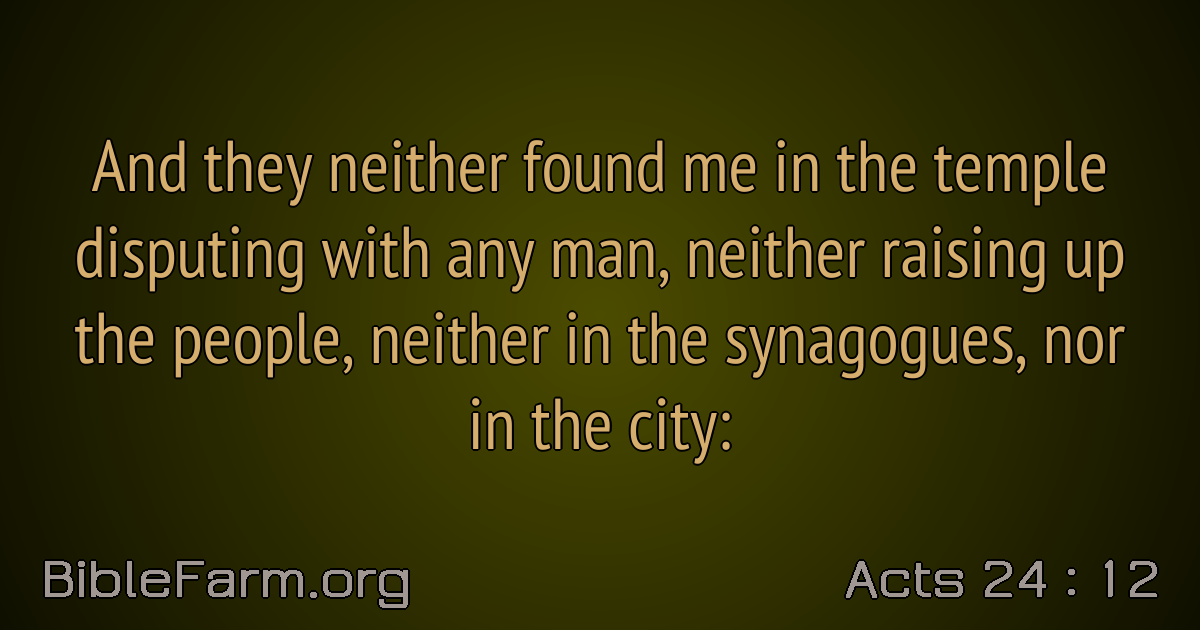 And they neither found me in the temple
disputing with any man, neither raising up
the people, neither in the synagogues, nor
in the city:
BibleFarm.org
Acts 24 : 12